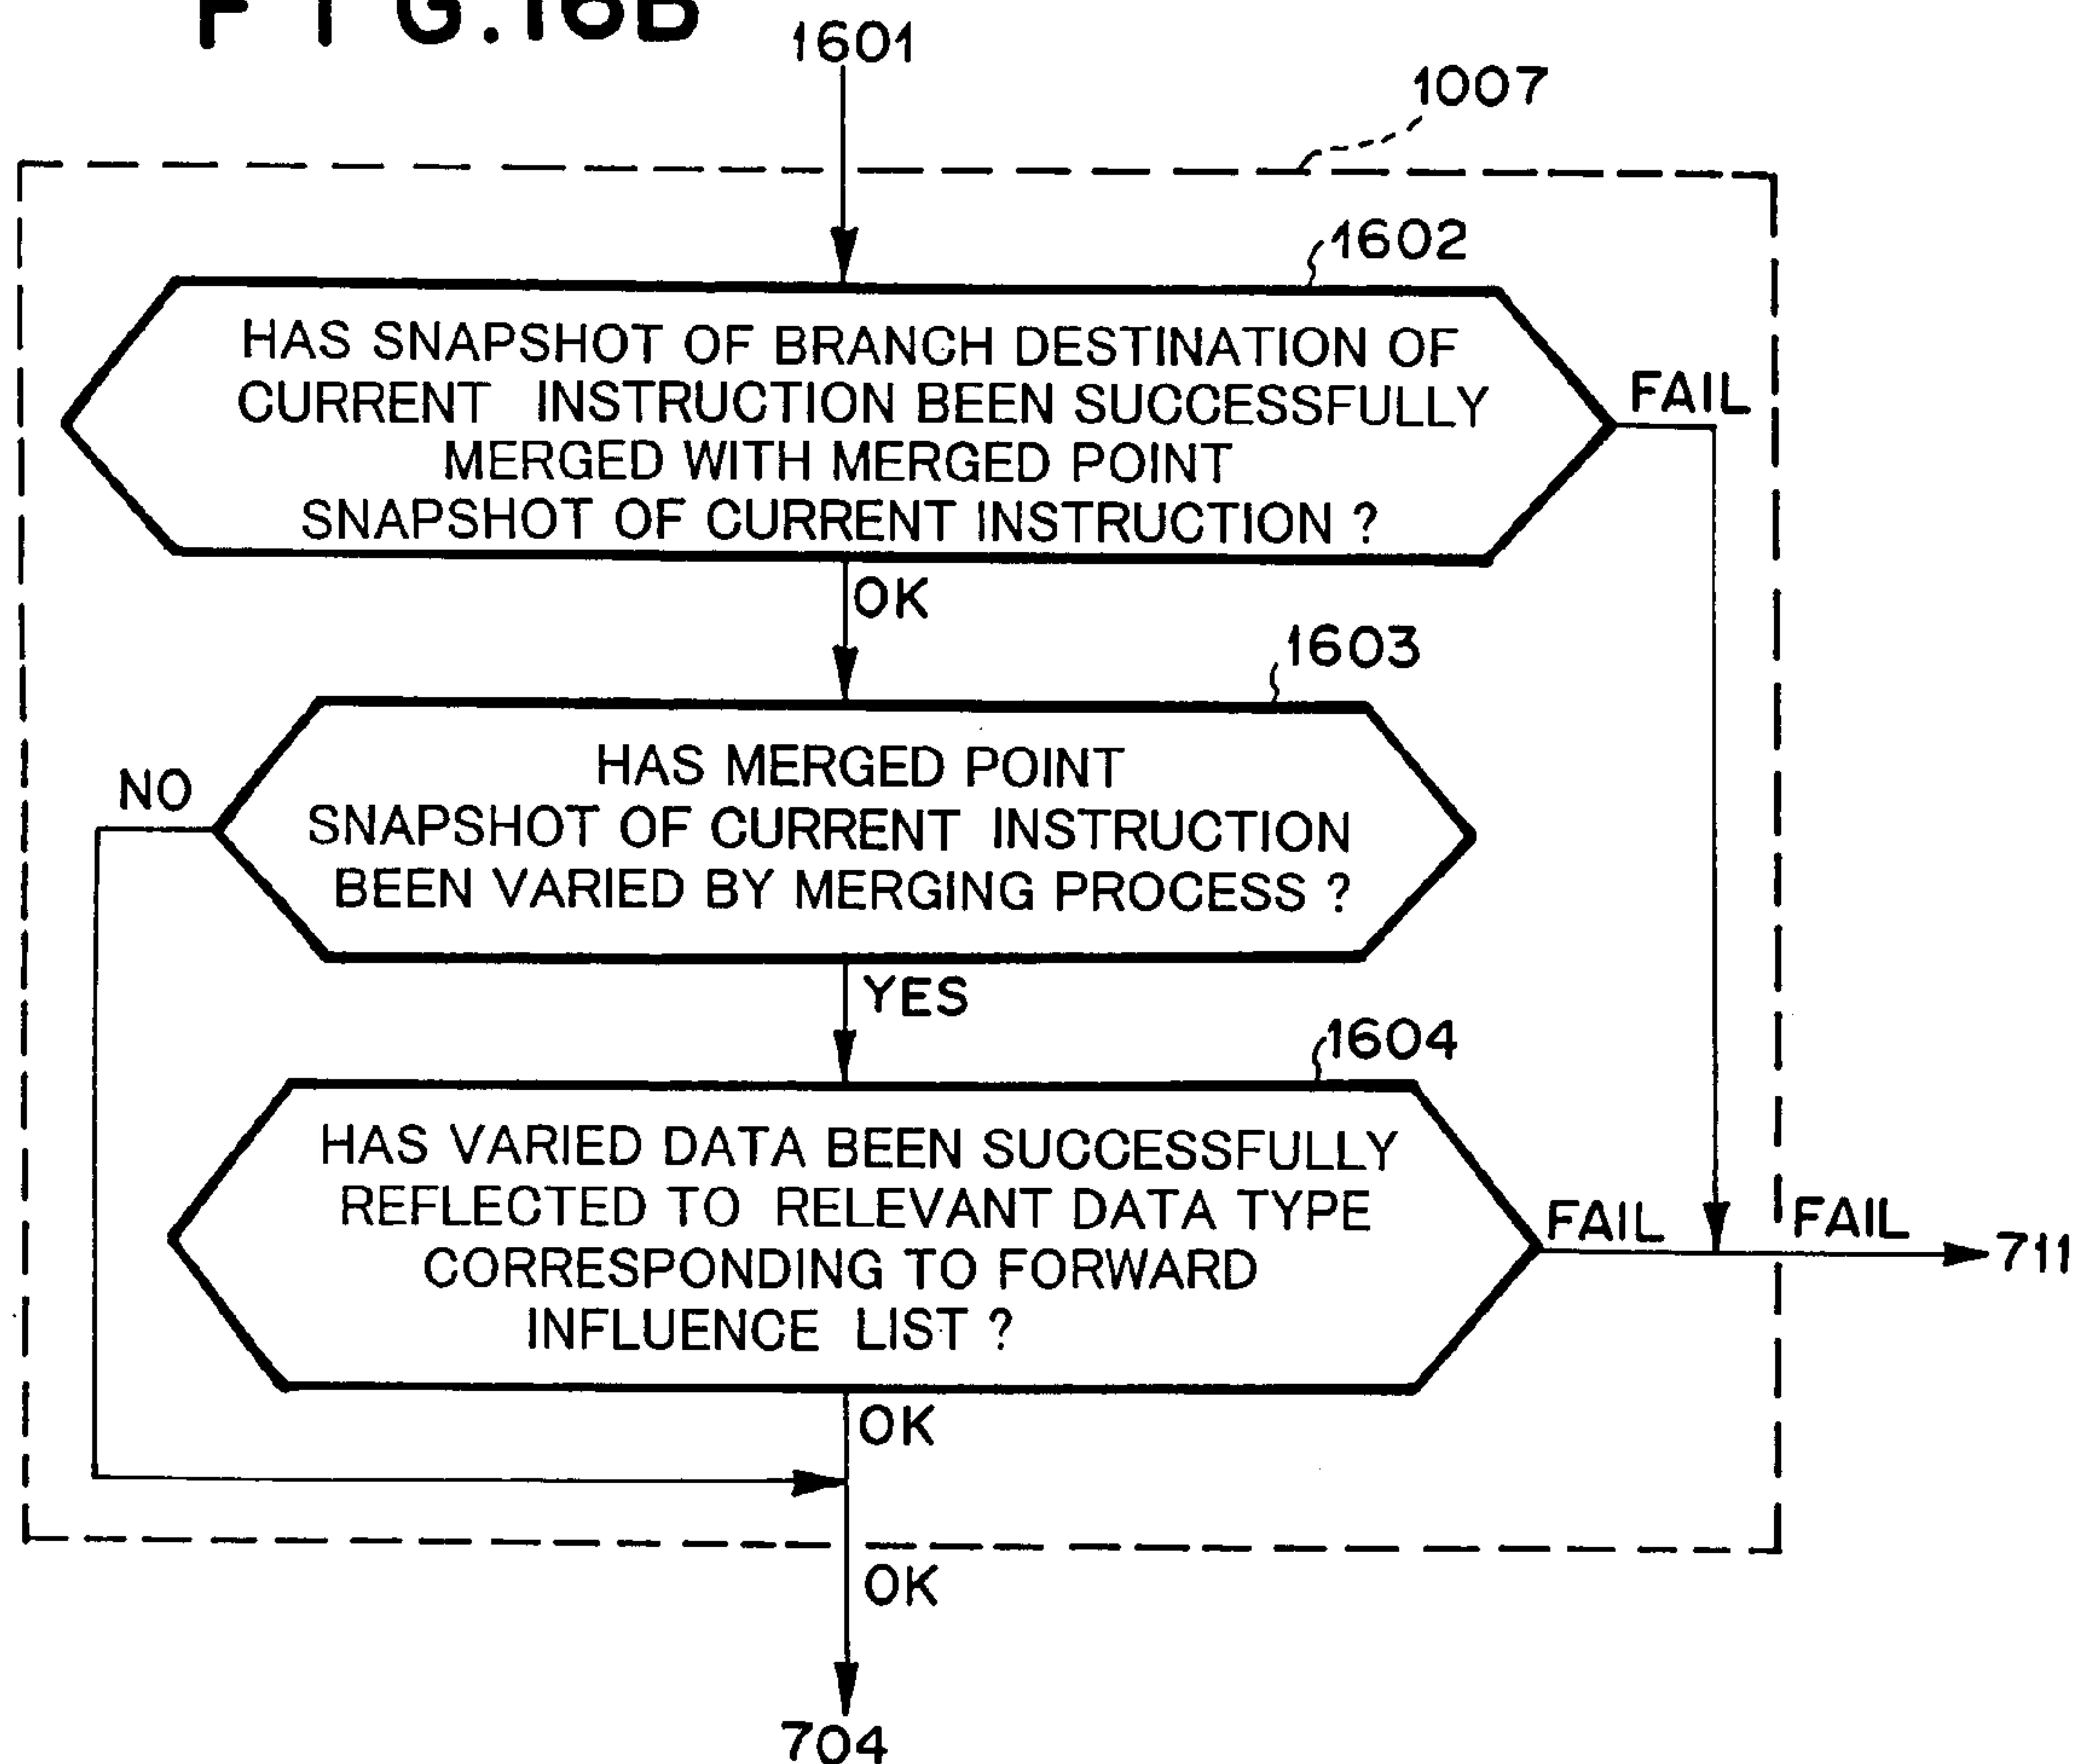 FIG.16B
1601
1007
1602
HAS SNAPSHOT OF BRANCH DESTINATION OF
CURRENT INSTRUCTION BEEN SUCCESSFULLY
MERGED WITH MERGED POINT
SNAPSHOT OF CURRENT INSTRUCTION ?
FAIL
OK
1603
HAS MERGED POINT
SNAPSHOT OF CURRENT INSTRUCTION
BEEN VARIED BY MERGING PROCESS ?
NO
YES
1604
HAS VARIED DATA BEEN SUCCESSFULLY
REFLECTED TO RELEVANT DATA TYPE
CORRESPONDING TO FORWARD
INFLUENCE LIST ?
FAIL
FAIL
711
OK
OK
704